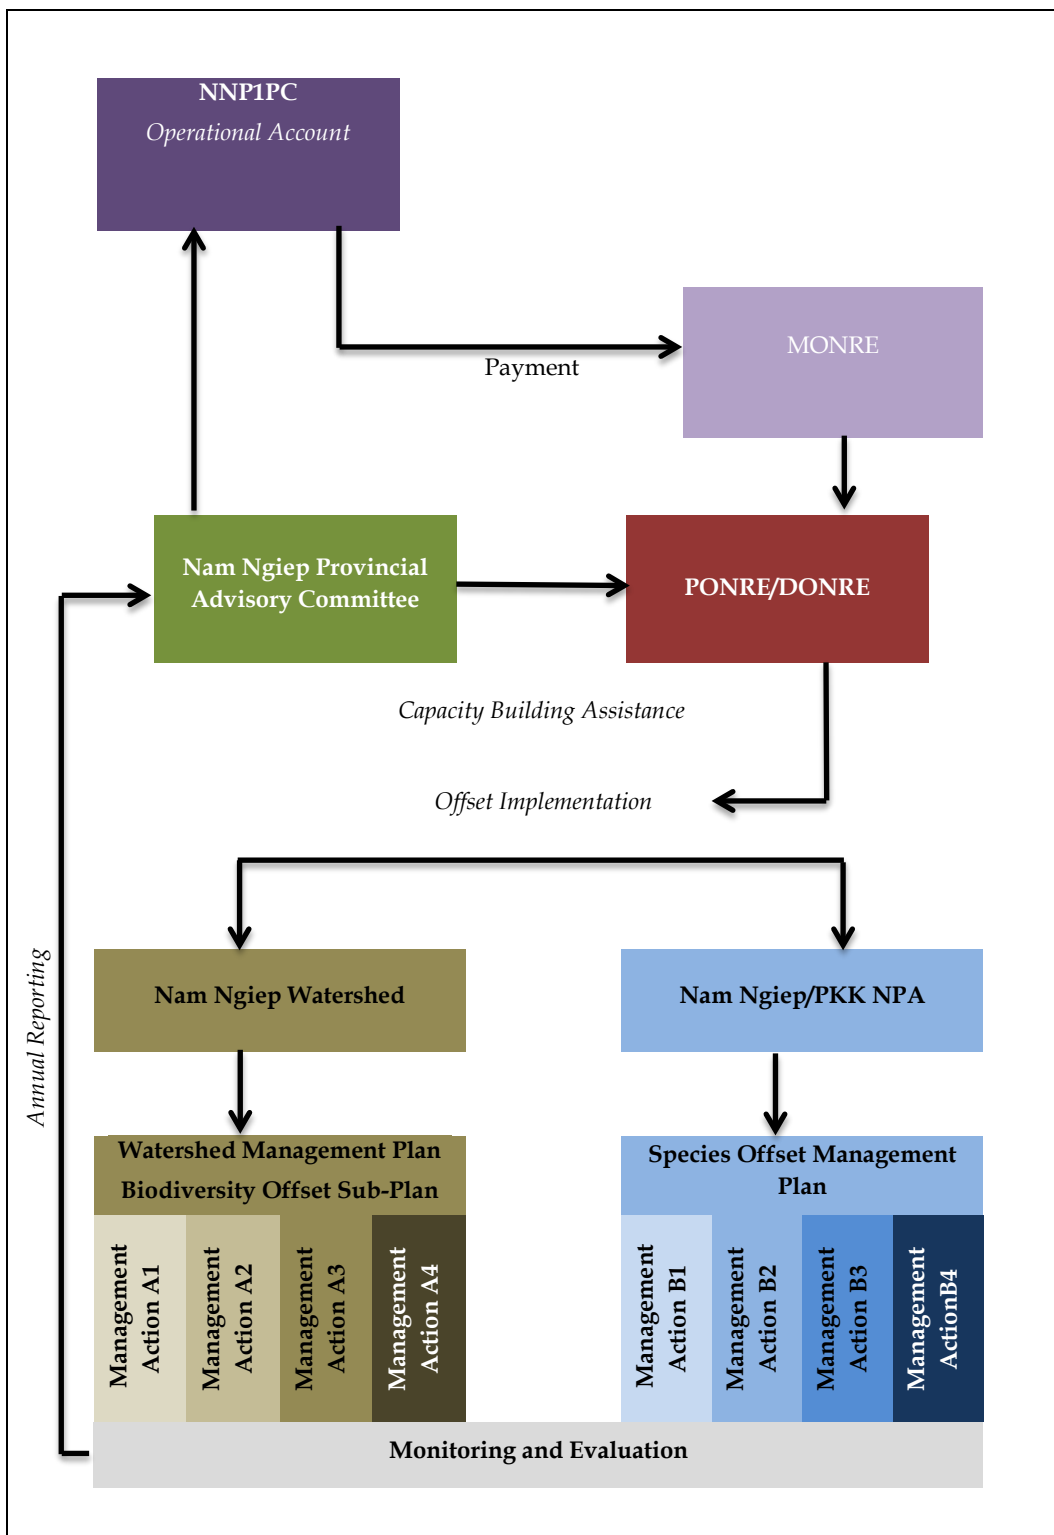 NNP1PC
Operational Account
MONRE
Payment
Nam Ngiep Provincial
Advisory Committee
PONRE/DONRE
Capacity Building Assistance
Offset Implementation
Annual Reporting
Nam Ngiep Watershed
Nam Ngiep/PKK NPA
Watershed Management Plan
Biodiversity Offset Sub-Plan
Species Offset Management
Plan
Management
Action A1
Management
Action A2
Management
Action A3
Management
Action A4
Management
Action B1
Management
Action B2
Management
Action B3
Management
ActionB4
Monitoring and Evaluation